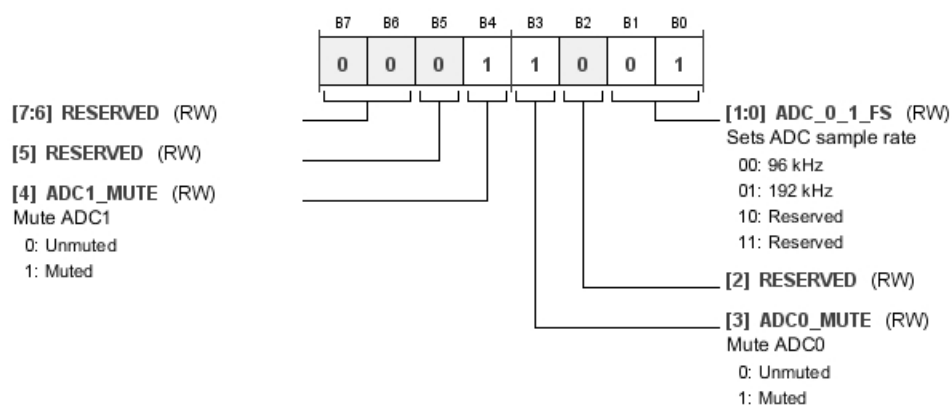 B7 B6 B5 B4 B3 B2 B1 B0
0 0 0 1 1 0 0 1
[7:6] RESERVED (RW)
[5] RESERVED (RW)
[4] ADC1_MUTE (RW)
Mute ADC1
0: Unmuted
1: Muted
[1:0] ADC_0_1_FS (RW)
Sets ADC sample rate
00: 96 kHz
01: 192 kHz
10: Reserved
11: Reserved
[2] RESERVED (RW)
[3] ADC0_MUTE (RW)
Mute ADC0
0: Unmuted
1: Muted